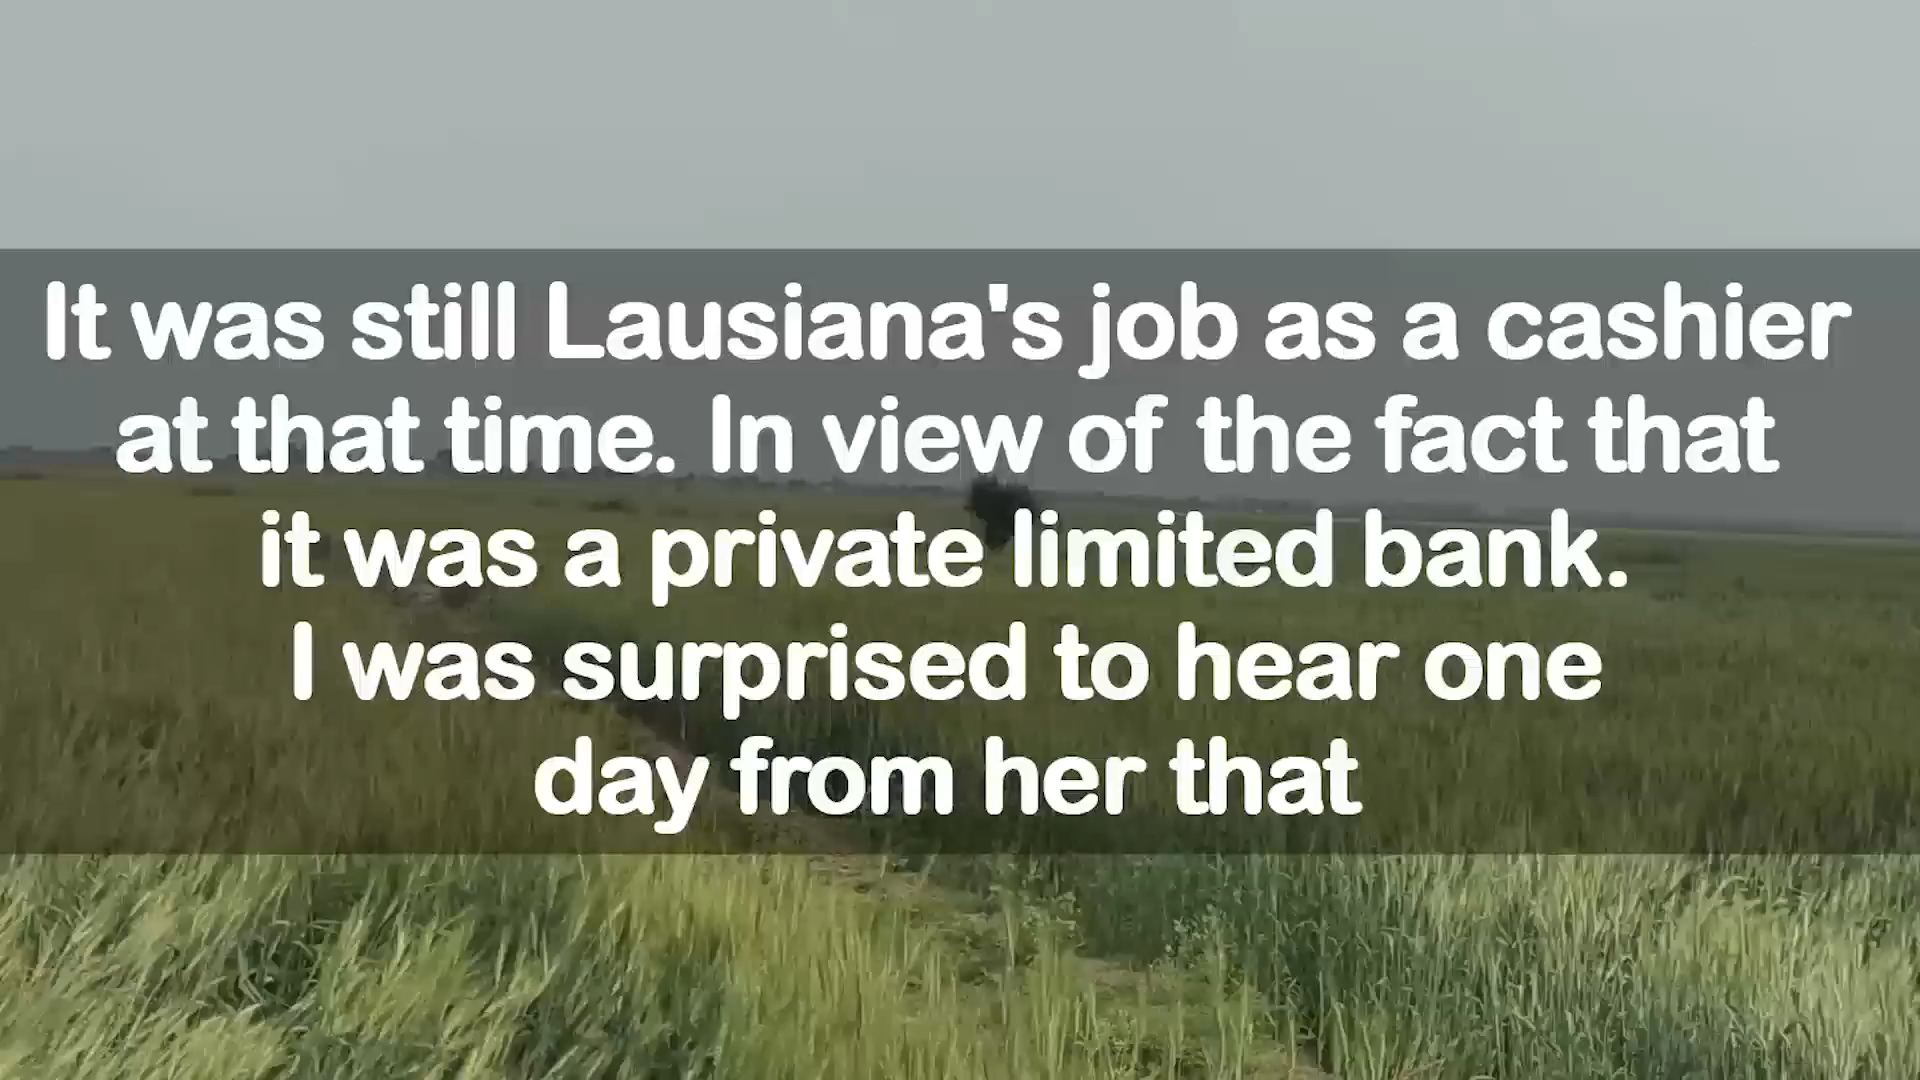 It was still Lausiana's job as a cashier
at that time. In view of the fact that
it was a private limited bank.
I was surprised to hear one
day from her that